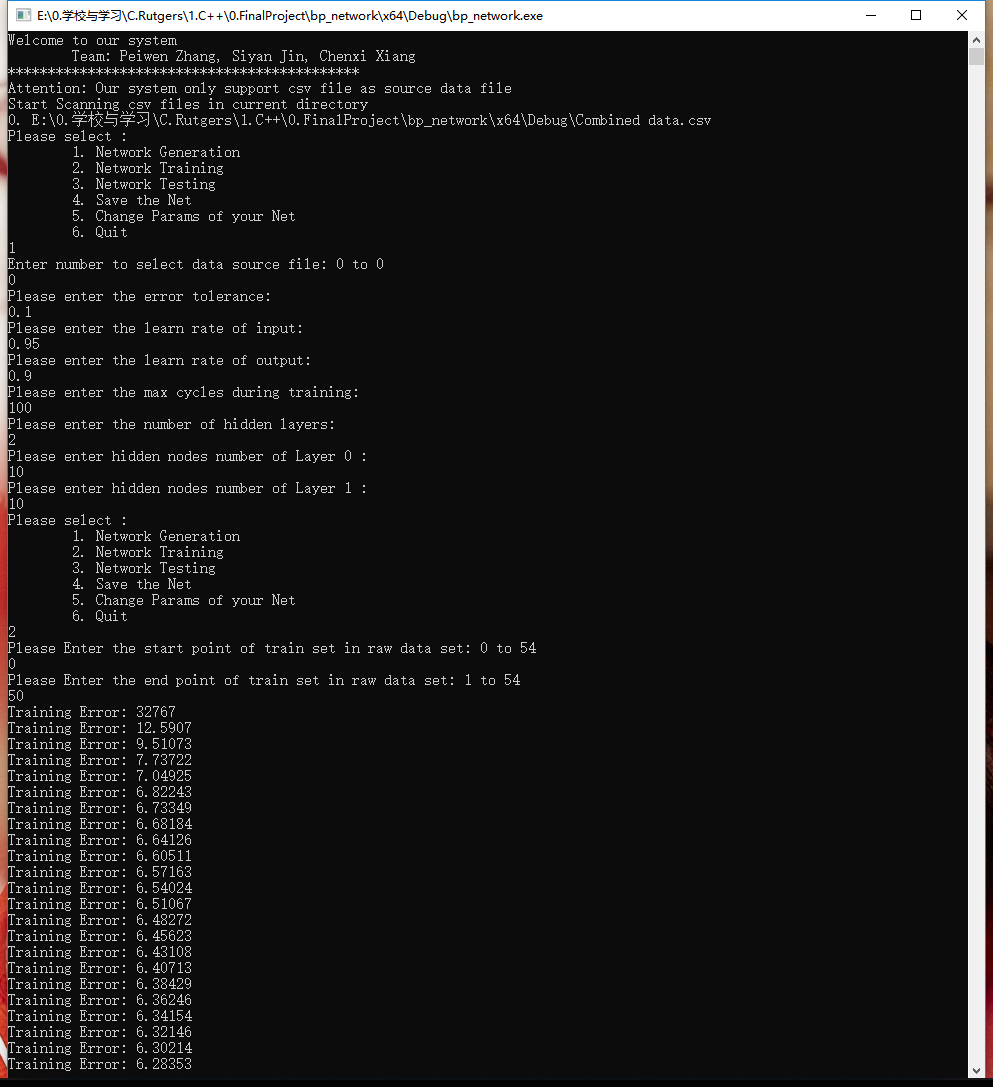 E:\0.学校与学习\C.Rutgers\1.C++\0.FinalProject\bp_network\x64\Debug\bp_network.exe
Welcome to our system
Team: Peiwen Zhang, Siyan Jin, Chenxi Xiang
********************************************
Attention: Our system only support csv file as source data file
Start Scanning csv files in current directory
0. E:\0.学校与学习\C.Rutgers\1.C++\0.FinalProject\bp_network\x64\Debug\Combined data.csv
Please select :
1. Network Generation
2. Network Training
3. Network Testing
4. Save the Net
5. Change Params of your Net
6. Quit
1
Enter number to select data source file: 0 to 0
0
Please enter the error tolerance:
0.1
Please enter the learn rate of input:
0.95
Please enter the learn rate of output:
0.9
Please enter the max cycles during training:
100
Please enter the number of hidden layers:
2
Please enter hidden nodes number of Layer 0 :
10
Please enter hidden nodes number of Layer 1 :
10
Please select :
1. Network Generation
2. Network Training
3. Network Testing
4. Save the Net
5. Change Params of your Net
6. Quit
2
Please Enter the start point of train set in raw data set: 0 to 54
0
Please Enter the end point of train set in raw data set: 1 to 54
50
Training Error: 32767
Training Error: 12.5907
Training Error: 9.51073
Training Error: 7.73722
Training Error: 7.04925
Training Error: 6.82243
Training Error: 6.73349
Training Error: 6.68184
Training Error: 6.64126
Training Error: 6.60511
Training Error: 6.57163
Training Error: 6.54024
Training Error: 6.51067
Training Error: 6.48272
Training Error: 6.45623
Training Error: 6.43108
Training Error: 6.40713
Training Error: 6.38429
Training Error: 6.36246
Training Error: 6.34154
Training Error: 6.32146
Training Error: 6.30214
Training Error: 6.28353